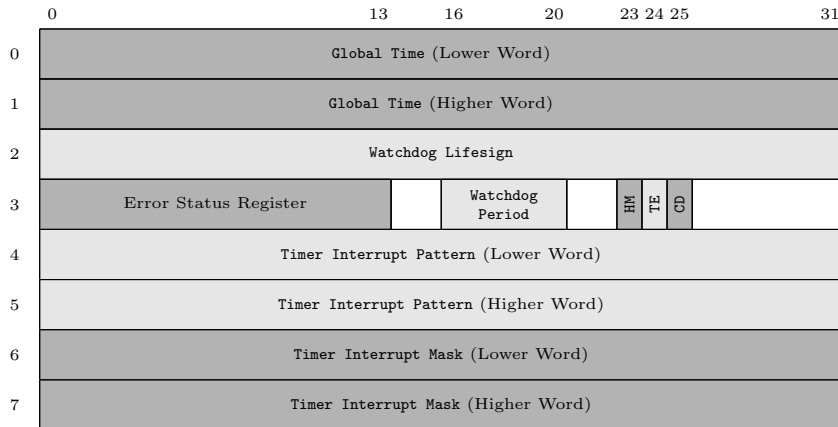 0 13 16 20 23 24 25 31
0 Global Time (Lower Word)
1 Global Time (Higher Word)
2 Watchdog Lifesign
3 Error Status Register Watchdog Period HM TE CD
4 Timer Interrupt Pattern (Lower Word)
5 Timer Interrupt Pattern (Higher Word)
6 Timer Interrupt Mask (Lower Word)
7 Timer Interrupt Mask (Higher Word)